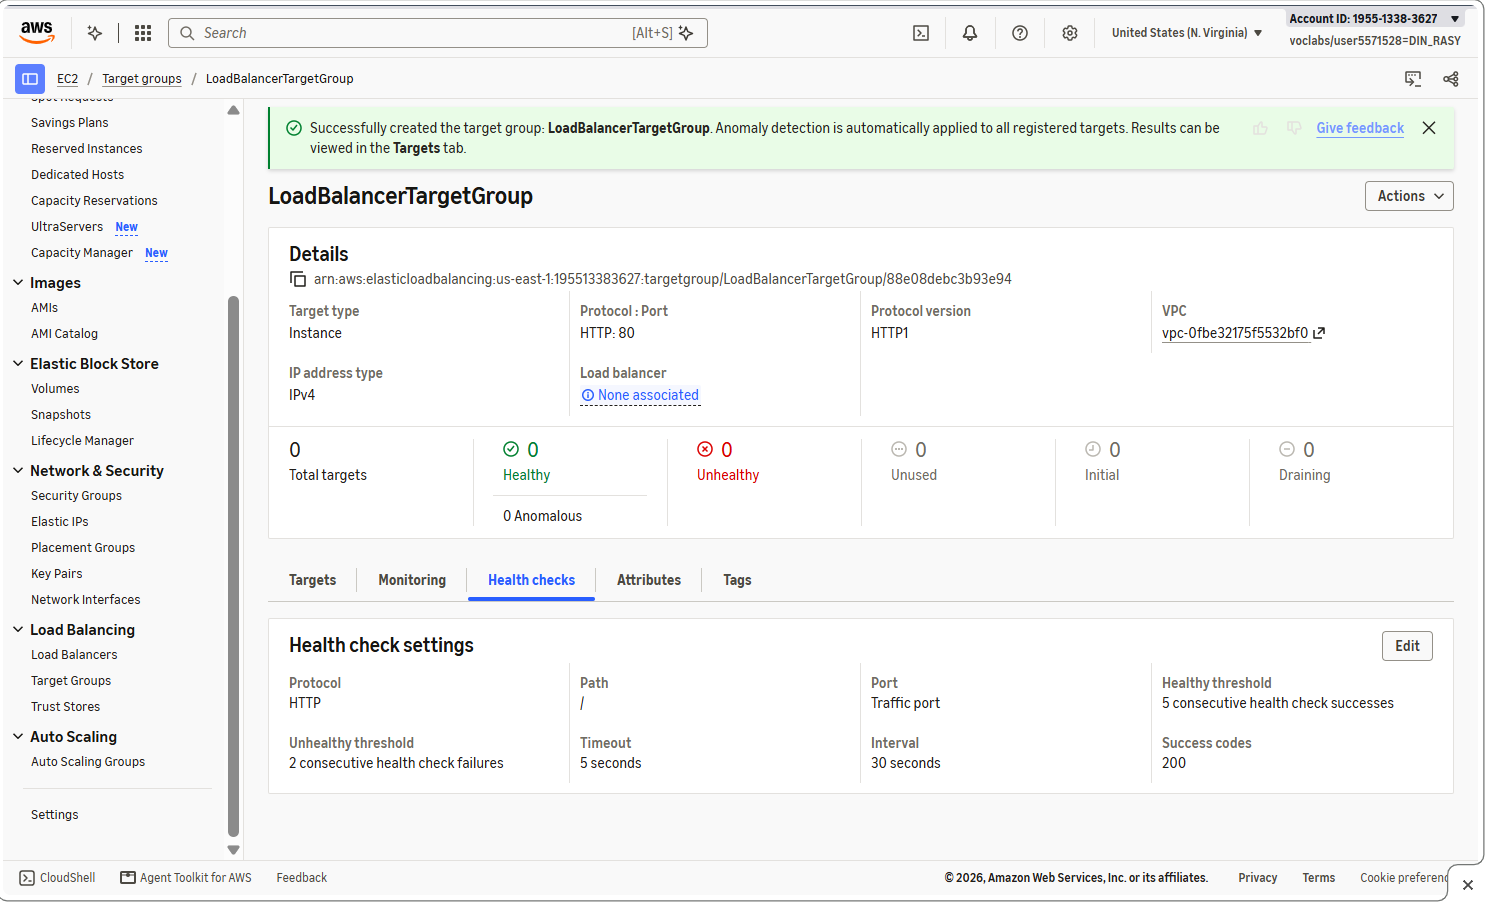 aws
Search
[Alt+S]
United States (N. Virginia)
Account ID: 1955-1338-3627
voclabs/user5571528=DIN_RASY
EC2 / Target groups / LoadBalancerTargetGroup
Spot Requests
Savings Plans
Reserved Instances
Dedicated Hosts
Capacity Reservations
UltraServers New
Capacity Manager New
Images
AMIs
AMI Catalog
Elastic Block Store
Volumes
Snapshots
Lifecycle Manager
Network & Security
Security Groups
Elastic IPs
Placement Groups
Key Pairs
Network Interfaces
Load Balancing
Load Balancers
Target Groups
Trust Stores
Auto Scaling
Auto Scaling Groups
Settings
Successfully created the target group: LoadBalancerTargetGroup. Anomaly detection is automatically applied to all registered targets. Results can be
viewed in the Targets tab.
Give feedback
LoadBalancerTargetGroup
Actions
Details
arn:aws:elasticloadbalancing:us-east-1:195513383627:targetgroup/LoadBalancerTargetGroup/88e08debc3b93e94
Target type
Instance
Protocol : Port
HTTP: 80
Protocol version
HTTP1
VPC
vpc-0fbe32175f5532bf0
IP address type
IPv4
Load balancer
None associated
0
Total targets
0
Healthy
0 Anomalous
0
Unhealthy
0
Unused
0
Initial
0
Draining
Targets
Monitoring
Health checks
Attributes
Tags
Health check settings
Edit
Protocol
HTTP
Path
/
Port
Traffic port
Healthy threshold
5 consecutive health check successes
Unhealthy threshold
2 consecutive health check failures
Timeout
5 seconds
Interval
30 seconds
Success codes
200
CloudShell
Agent Toolkit for AWS
Feedback
© 2026, Amazon Web Services, Inc. or its affiliates.
Privacy
Terms
Cookie preferenc